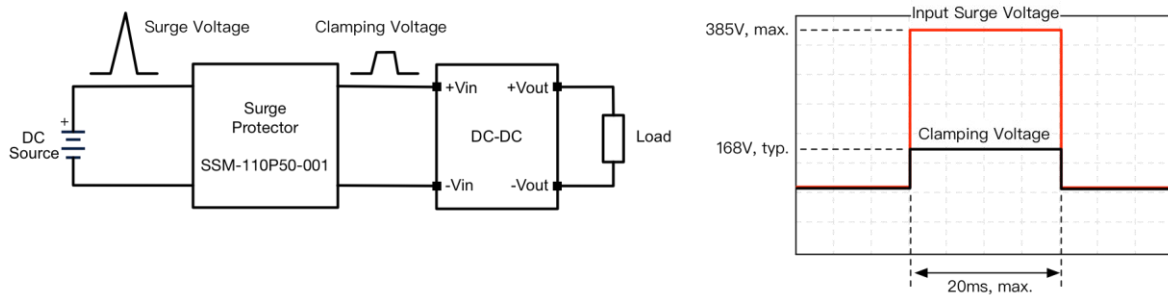 Surge Voltage
Clamping Voltage
+
DC
Source
Surge
Protector
SSM-110P50-001
+Vin
+Vout
DC-DC
-Vin
-Vout
Load
Input Surge Voltage
385V, max.
Clamping Voltage
168V, typ.
20ms, max.